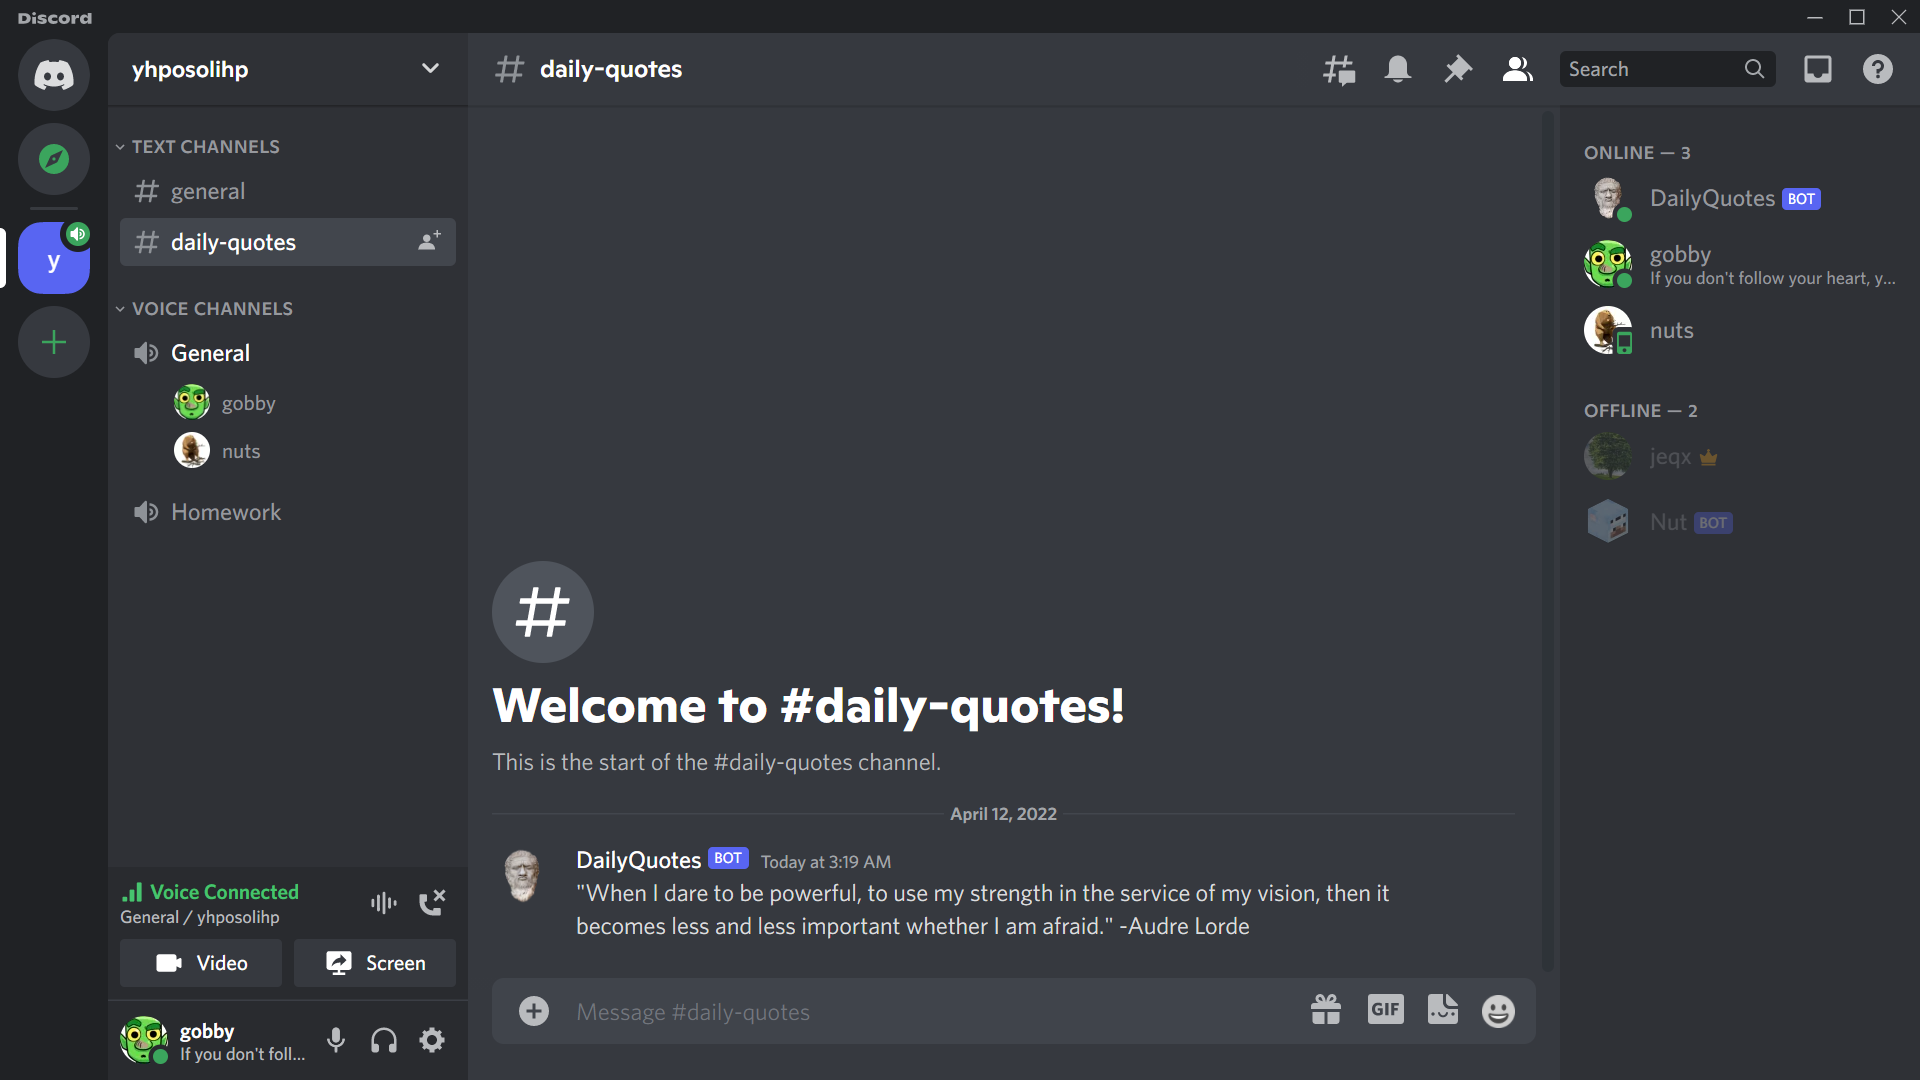 Discord
y
yhposolihp
TEXT CHANNELS
general
daily-quotes
VOICE CHANNELS
General
gobby
nuts
Homework
Voice Connected
General / yhposolihp
Video
Screen
gobby
If you don't foll...
daily-quotes
Search
Welcome to #daily-quotes!
This is the start of the #daily-quotes channel.
April 12, 2022
DailyQuotes BOT Today at 3:19 AM
"When I dare to be powerful, to use my strength in the service of my vision, then it
becomes less and less important whether I am afraid." -Audre Lorde
Message #daily-quotes
GIF
ONLINE — 3
DailyQuotes BOT
gobby
If you don't follow your heart, y...
nuts
OFFLINE — 2
jeqx
Nut BOT